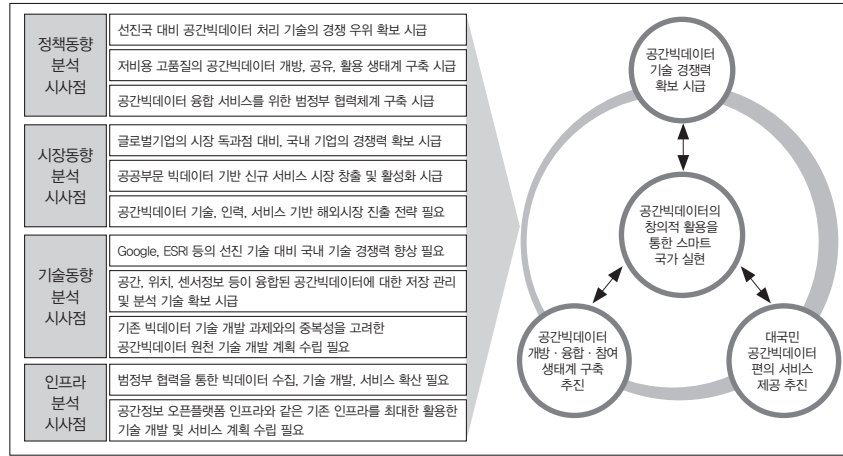 정책동향
분석
시사점
선진국 대비 공간빅데이터 처리 기술의 경쟁 우위 확보 시급
저비용 고품질의 공간빅데이터 개방, 공유, 활용 생태계 구축 시급
공간빅데이터 융합 서비스를 위한 범정부 협력체계 구축 시급
시장동향
분석
시사점
글로벌기업의 시장 독과점 대비, 국내 기업의 경쟁력 확보 시급
공공부문 빅데이터 기반 신규 서비스 시장 창출 및 활성화 시급
공간빅데이터 기술, 인력, 서비스 기반 해외시장 진출 전략 필요
기술동향
분석
시사점
Google, ESRI 등의 선진 기술 대비 국내 기술 경쟁력 향상 필요
공간, 위치, 센서정보 등이 융합된 공간빅데이터에 대한 저장 관리
및 분석 기술 확보 시급
기존 빅데이터 기술 개발 과제와의 중복성을 고려한
공간빅데이터 원천 기술 개발 계획 수립 필요
인프라
분석
시사점
범정부 협력을 통한 빅데이터 수집, 기술 개발, 서비스 확산 필요
공간정보 오픈플랫폼 인프라와 같은 기존 인프라를 최대한 활용한
기술 개발 및 서비스 계획 수립 필요
공간빅데이터
기술 경쟁력
확보 시급
공간빅데이터의
창의적 활용을
통한 스마트
국가 실현
공간빅데이터
개방·융합·참여
생태계 구축
추진
대국민
공간빅데이터
편의 서비스
제공 추진